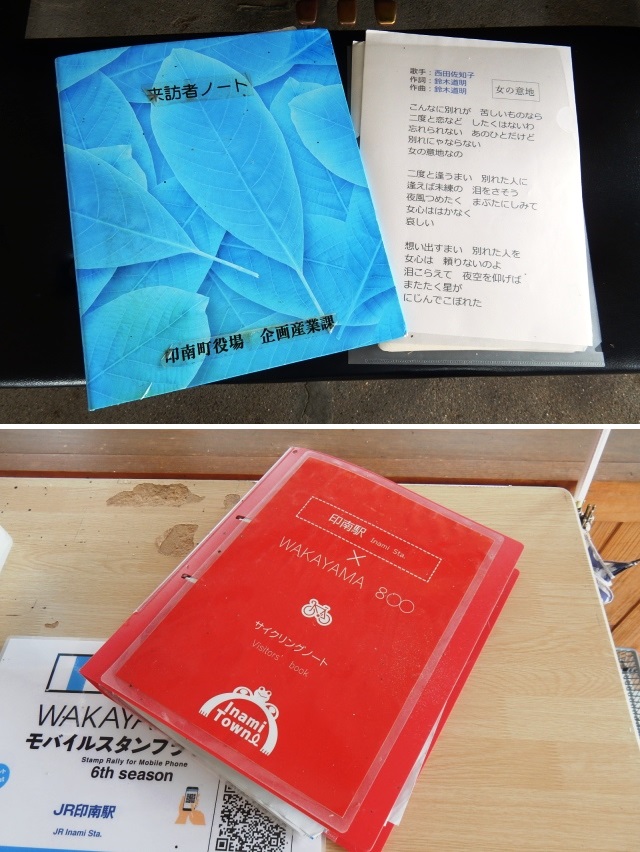 来訪者ノート
印南町役場　企画産業課
歌手：西田佐知子
作詞：鈴木道明
作曲：鈴木道明
女の意地
こんなに別れが　苦しいものなら
二度と恋など　したくはないわ
忘れられない　あのひとだけど
別れにゃならない
女の意地なの
二度と逢うまい　別れた人に
逢えば未練の　泪をさそう
夜風つめたく　まぶたにしみて
女心ははかなく
哀しい
想い出すまい　別れた人を
女心は　頼りないのよ
泪こらえて　夜空を仰げば
またたく星が
にじんでこぼれた
印南駅 Inami Sta.
×
WAKAYAMA 800
サイクリングノート
Visitors' book
Inami
Town
WAKAYA
モバイルスタンプラ
Stamp Rally for Mobile Phone
6th season
JR印南駅
JR Inami Sta.